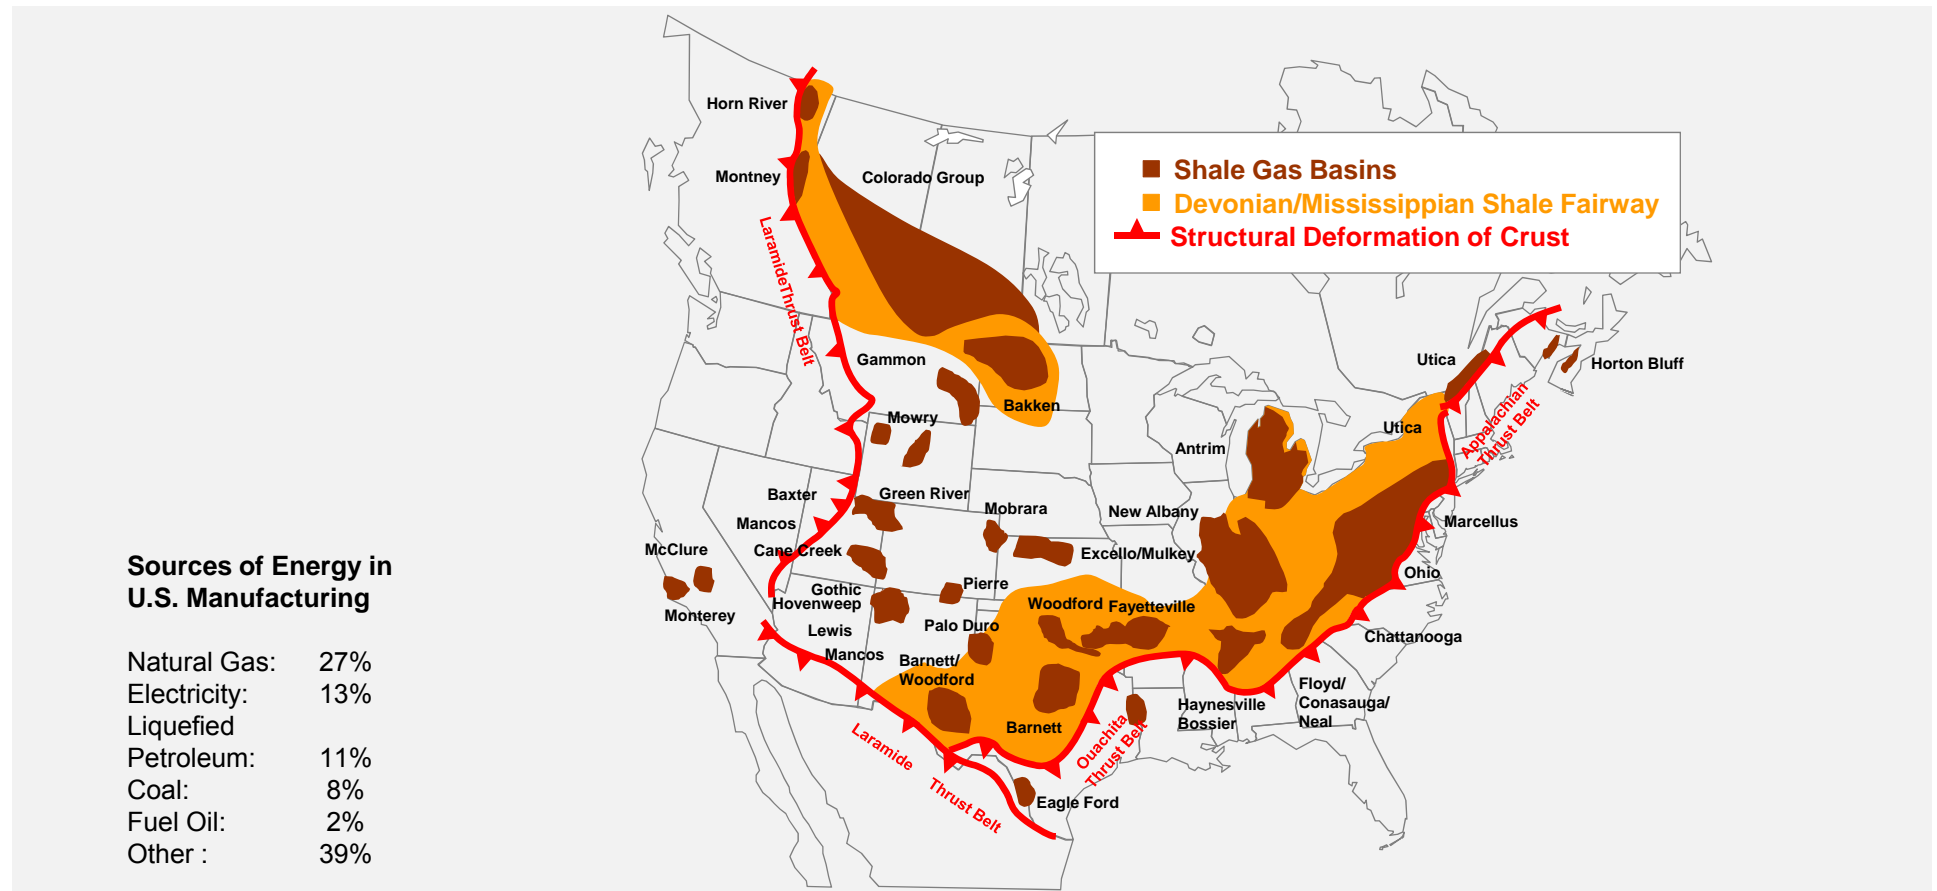 Horn River
Montney
Colorado Group
Shale Gas Basins
Devonian/Mississippian Shale Fairway
Structural Deformation of Crust
LaramideThrust Belt
Gammon
Bakken
Mowry
Utica
Horton Bluff
Utica
Appalachian
Thrust Belt
Antrim
Baxter
Green River
Mobrara
New Albany
Mancos
Marcellus
Cane Creek
Excello/Mulkey
McClure
Ohio
Gothic
Hovenweep
Pierre
Monterey
Woodford
Fayetteville
Lewis
Palo Duro
Chattanooga
Mancos
Barnett/
Woodford
Barnett
Haynesville
Bossier
Floyd/
Conasauga/
Neal
Laramide
Thrust Belt
Ouachita
Thrust Belt
Eagle Ford
Sources of Energy in
U.S. Manufacturing
Natural Gas: 27%
Electricity: 13%
Liquefied
Petroleum: 11%
Coal: 8%
Fuel Oil: 2%
Other : 39%